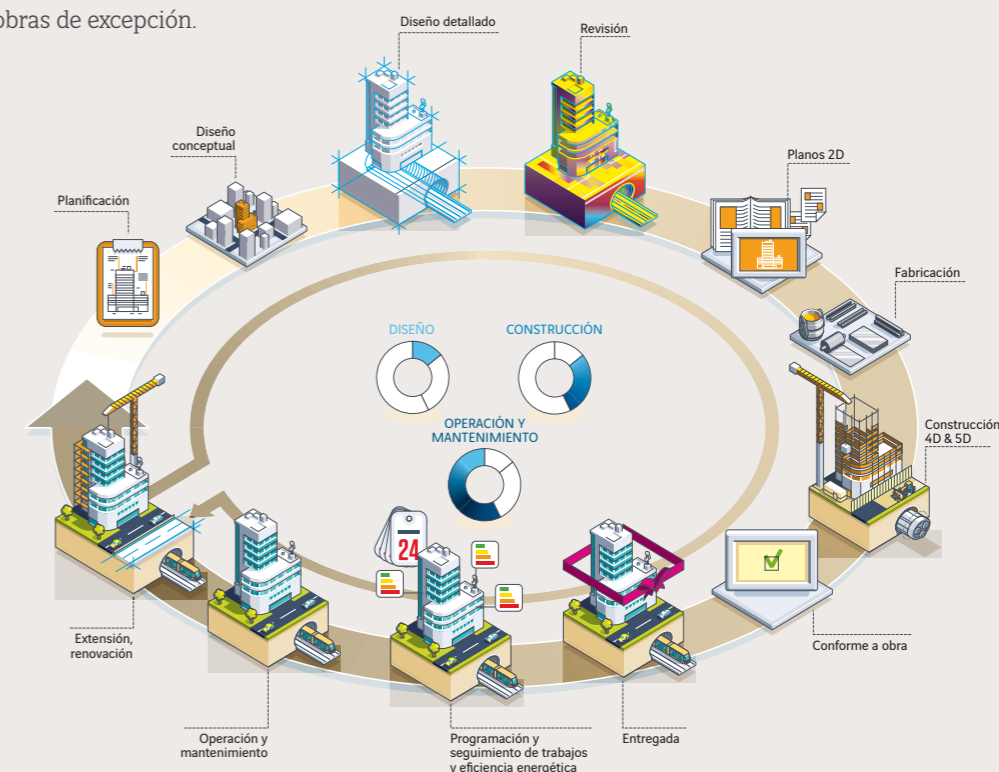 obras de excepción.
Diseño detallado
Revisión
Diseño
conceptual
Planos 2D
Planificación
Fabricación
DISEÑO
CONSTRUCCIÓN
OPERACIÓN Y
MANTENIMIENTO
Construcción
4D & 5D
24
Extensión,
renovación
Conforme a obra
Operación y
mantenimiento
Programación y
seguimiento de trabajos
y eficiencia energética
Entregada